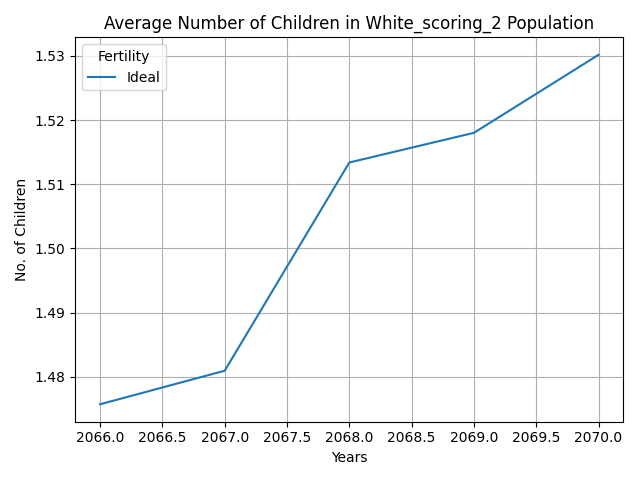 Average Number of Children in White_scoring_2 Population
Fertility
Ideal
No. of Children
1.53
1.52
1.51
1.50
1.49
1.48
2066.0 2066.5 2067.0 2067.5 2068.0 2068.5 2069.0 2069.5 2070.0
Years